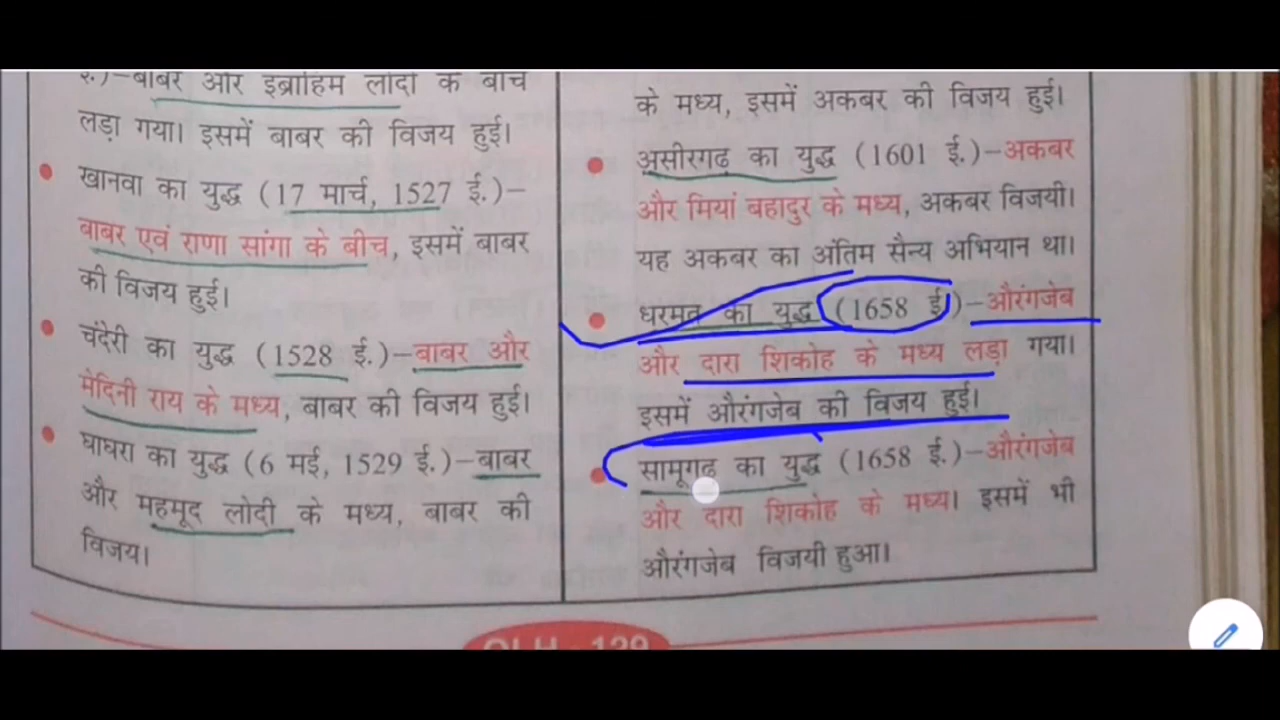 ई.)–बाबर और इब्राहिम लोदी के बीच
लड़ा गया। इसमें बाबर की विजय हुई।
खानवा का युद्ध (17 मार्च, 1527 ई.)–
बाबर एवं राणा सांगा के बीच, इसमें बाबर
की विजय हुई।
चंदेरी का युद्ध (1528 ई.)–बाबर और
मेदिनी राय के मध्य, बाबर की विजय हुई।
घाघरा का युद्ध (6 मई, 1529 ई.)–बाबर
और महमूद लोदी के मध्य, बाबर की
विजय।
के मध्य, इसमें अकबर की विजय हुई।
असीरगढ़ का युद्ध (1601 ई.)–अकबर
और मियां बहादुर के मध्य, अकबर विजयी।
यह अकबर का अंतिम सैन्य अभियान था।
धरमत का युद्ध (1658 ई.)–औरंगजेब
और दारा शिकोह के मध्य लड़ा गया।
इसमें औरंगजेब की विजय हुई।
सामूगढ़ का युद्ध (1658 ई.)–औरंगजेब
और दारा शिकोह के मध्य। इसमें भी
औरंगजेब विजयी हुआ।